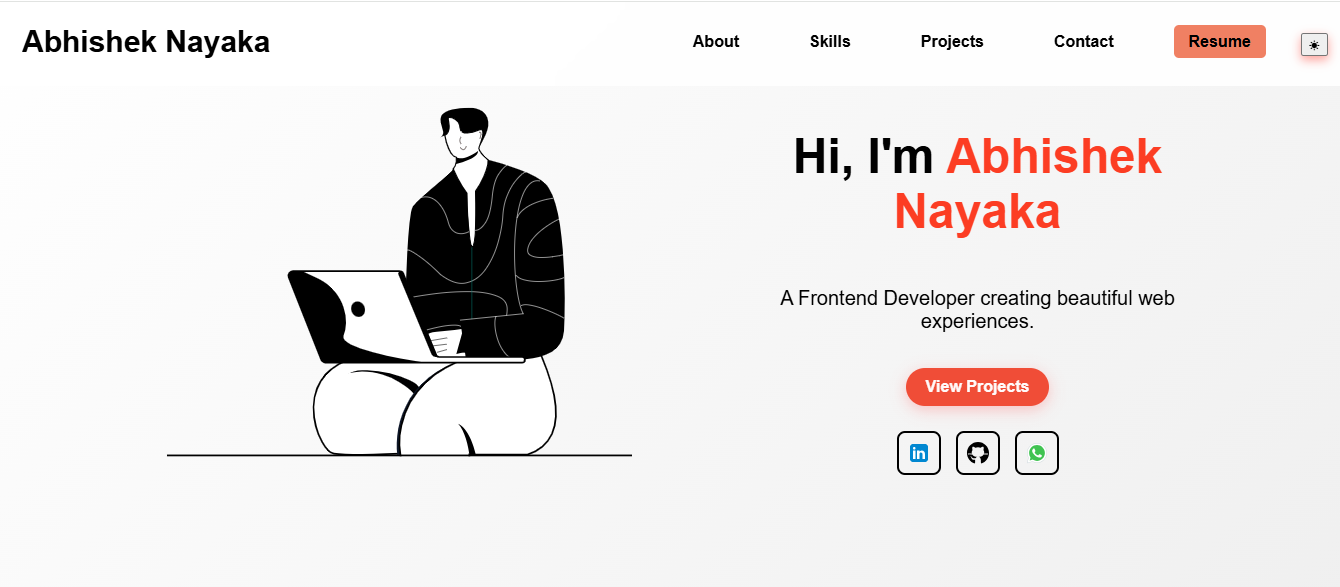 Abhishek Nayaka
About Skills Projects Contact Resume
Hi, I'm Abhishek
Nayaka
A Frontend Developer creating beautiful web
experiences.
View Projects
in